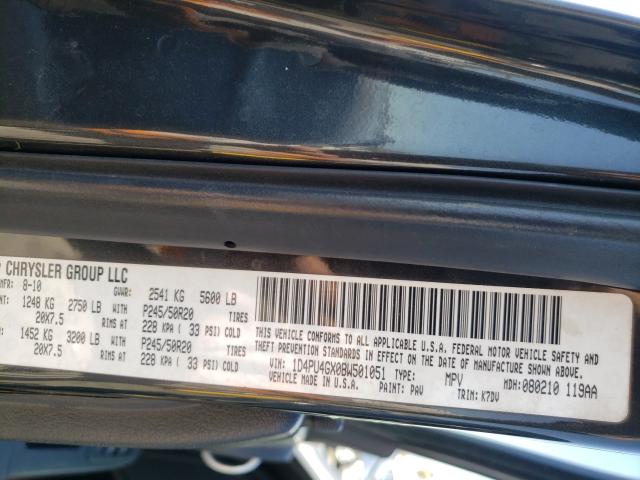 CHRYSLER GROUP LLC
MFR: 8-10 GVWR: 2541 KG 5600 LB
1248 KG 2750 LB WITH P245/50R20 TIRES
20X7.5 RIMS AT 228 KPA ( 33 PSI) COLD
1452 KG 3200 LB WITH P245/50R20 TIRES
20X7.5 RIMS AT 228 KPA ( 33 PSI) COLD
THIS VEHICLE CONFORMS TO ALL APPLICABLE U.S.A. FEDERAL MOTOR VEHICLE SAFETY AND
THEFT PREVENTION STANDARDS IN EFFECT ON THE DATE OF MANUFACTURE SHOWN ABOVE.
VIN: 1D4PU4GX0BW501051 TYPE: MPV MDH: 080210 119AA
VEHICLE MADE IN U.S.A. PAINT: PAV TRIM: K7DV